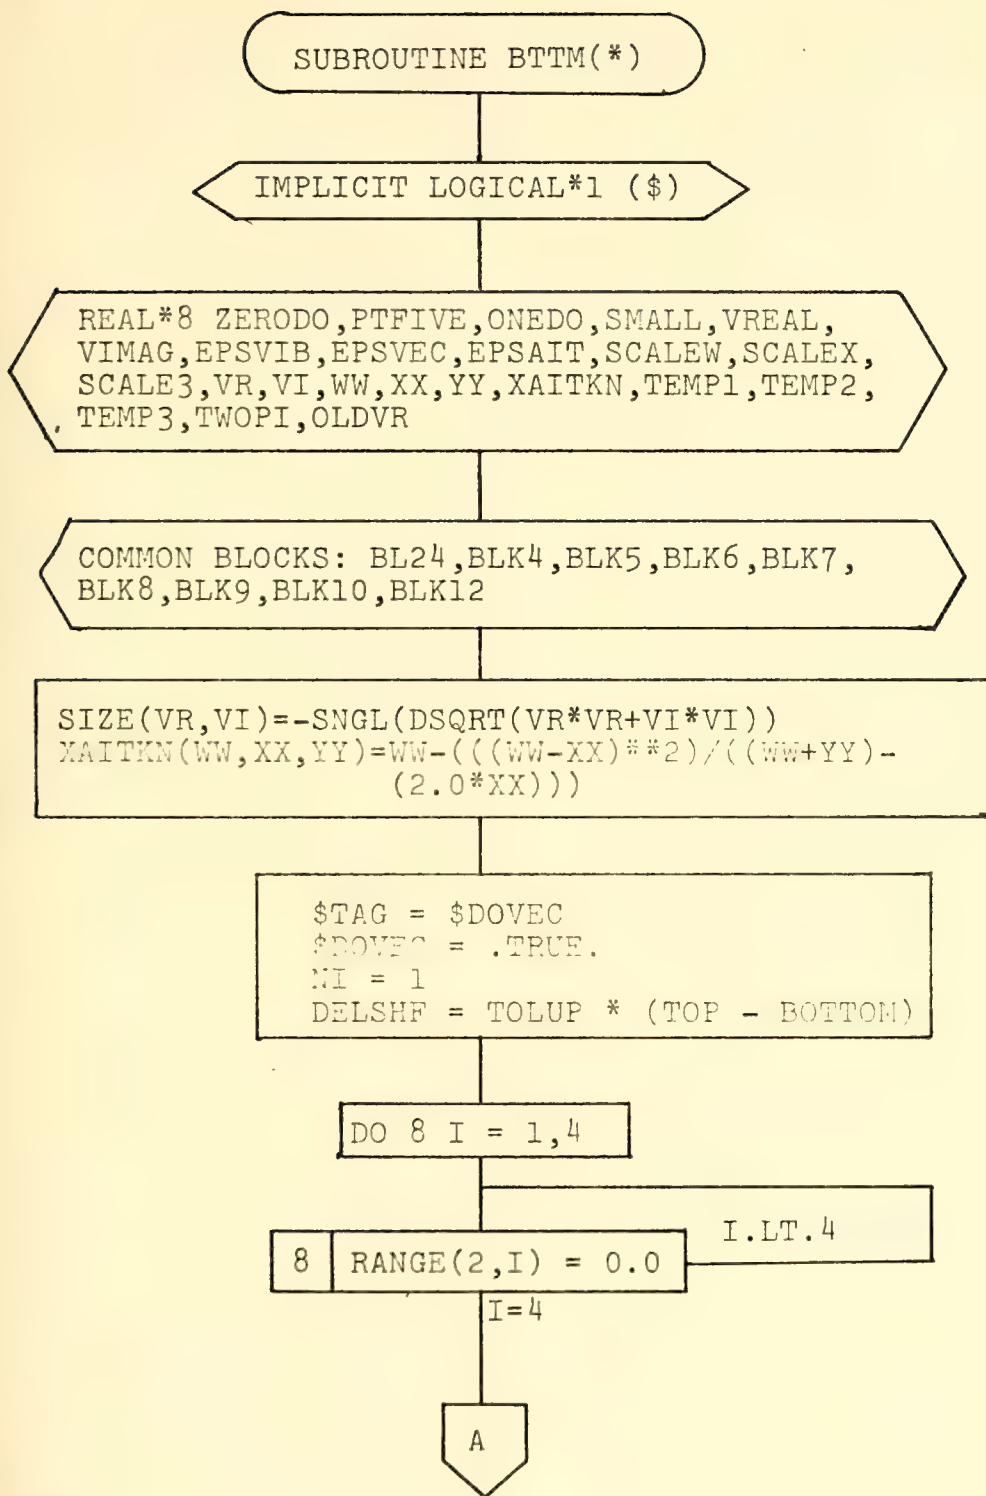 SUBROUTINE BTTM(*)
IMPLICIT LOGICAL*1 ($)
REAL*8 ZERODO,PTFIVE,ONEDO,SMALL,VREAL,
VIMAG,EPSVIB,EPSVEC,EPSAIT,SCALEW,SCALEX,
SCALE3,VR,VI,WW,XX,YY,XAITKN,TEMP1,TEMP2,
TEMP3,TWOPI,OLDVR
COMMON BLOCKS: BL24,BLK4,BLK5,BLK6,BLK7,
BLK8,BLK9,BLK10,BLK12
SIZE(VR,VI)=-SNGL(DSQRT(VR*VR+VI*VI))
XAITKN(WW,XX,YY)=WW-(((WW-XX)**2)/((WW+YY)-
(2.0*XX)))
$TAG = $DOVEC
$DOVEC = .TRUE.
NI = 1
DELSHF = TOLUP * (TOP - BOTTOM)
DO 8 I = 1,4
I.LT.4
8 RANGE(2,I) = 0.0
I=4
A